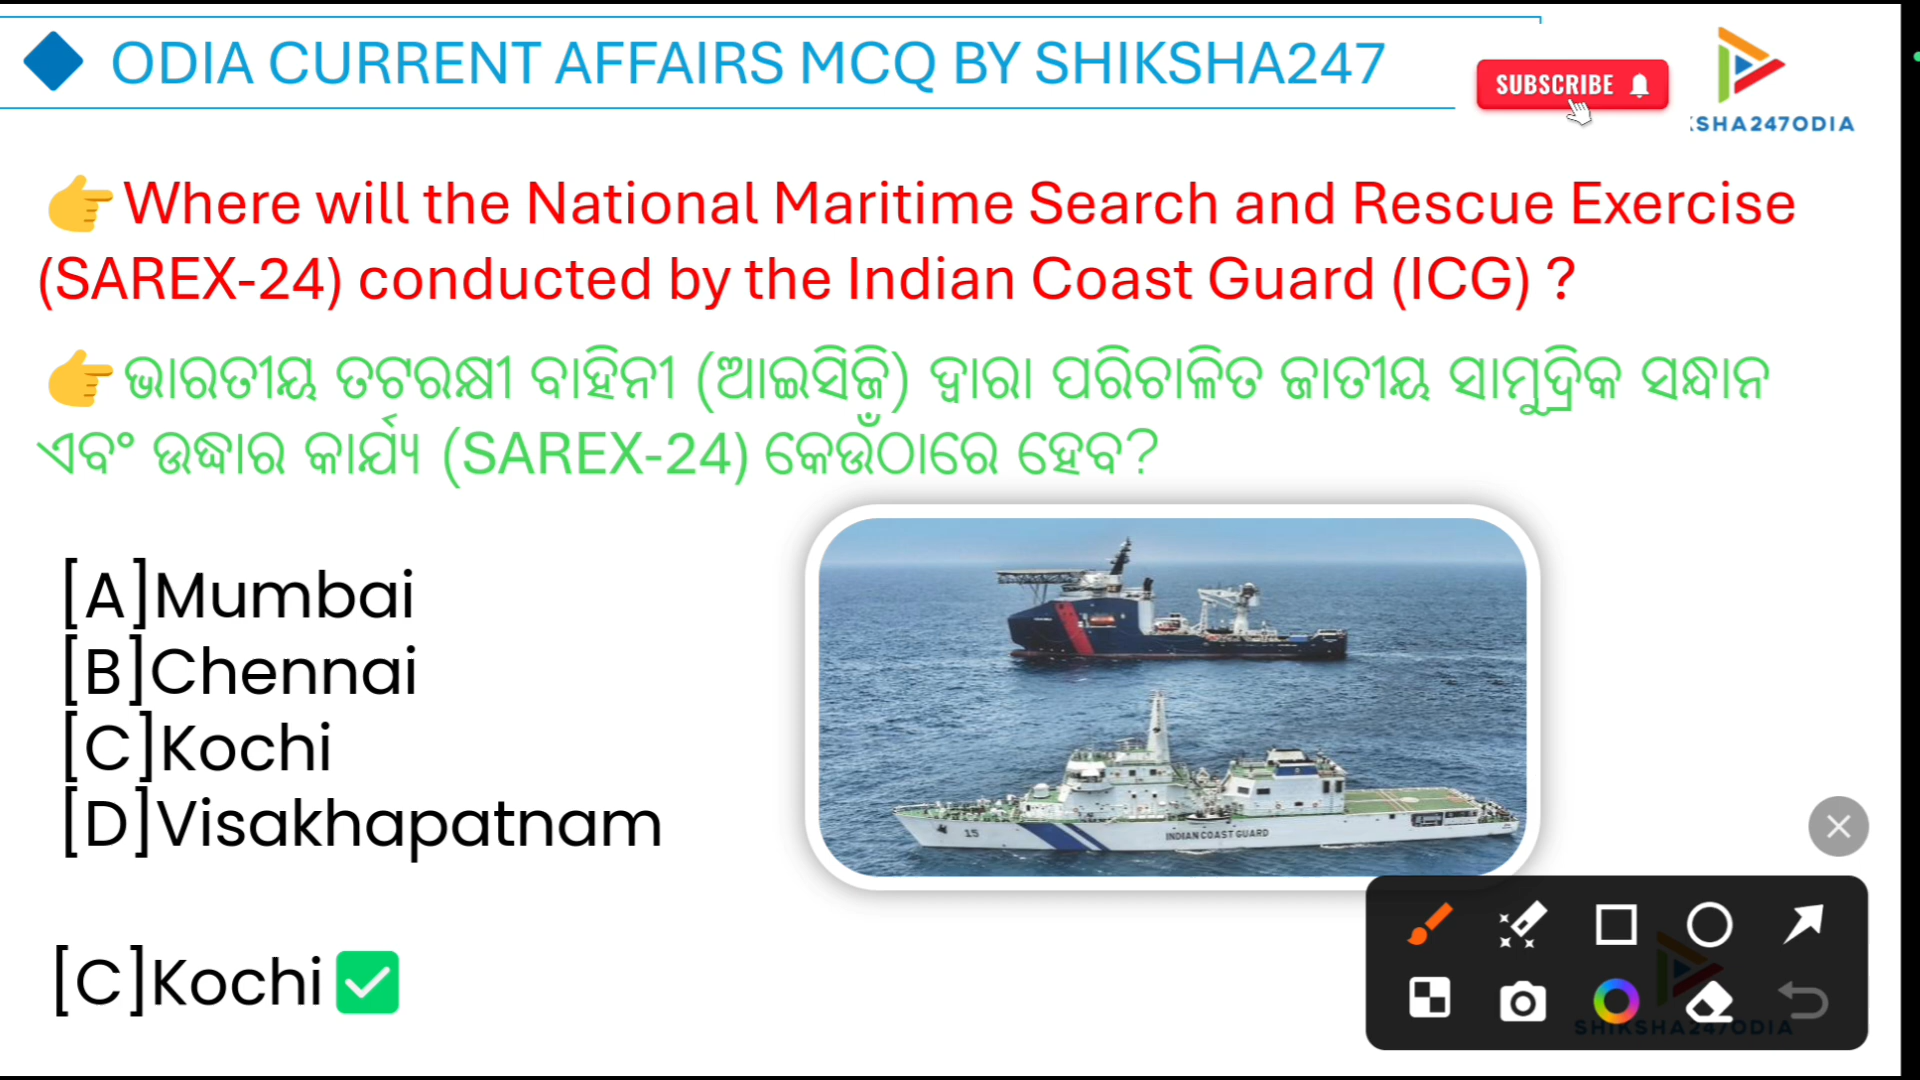 ODIA CURRENT AFFAIRS MCQ BY SHIKSHA247
SUBSCRIBE
SHA247ODIA
Where will the National Maritime Search and Rescue Exercise
(SAREX-24) conducted by the Indian Coast Guard (ICG) ?
ଭାରତୀୟ ତଟରକ୍ଷୀ ବାହିନୀ (ଆଇସିଜି) ଦ୍ୱାରା ପରିଚାଳିତ ଜାତୀୟ ସାମୁଦ୍ରିକ ସନ୍ଧାନ
ଏବଂ ଉଦ୍ଧାର କାର୍ଯ୍ୟ (SAREX-24) କେଉଁଠାରେ ହେବ?
[A]Mumbai
[B]Chennai
[C]Kochi
[D]Visakhapatnam
15 INDIAN COAST GUARD
[C]Kochi
SHIKSHA247ODIA